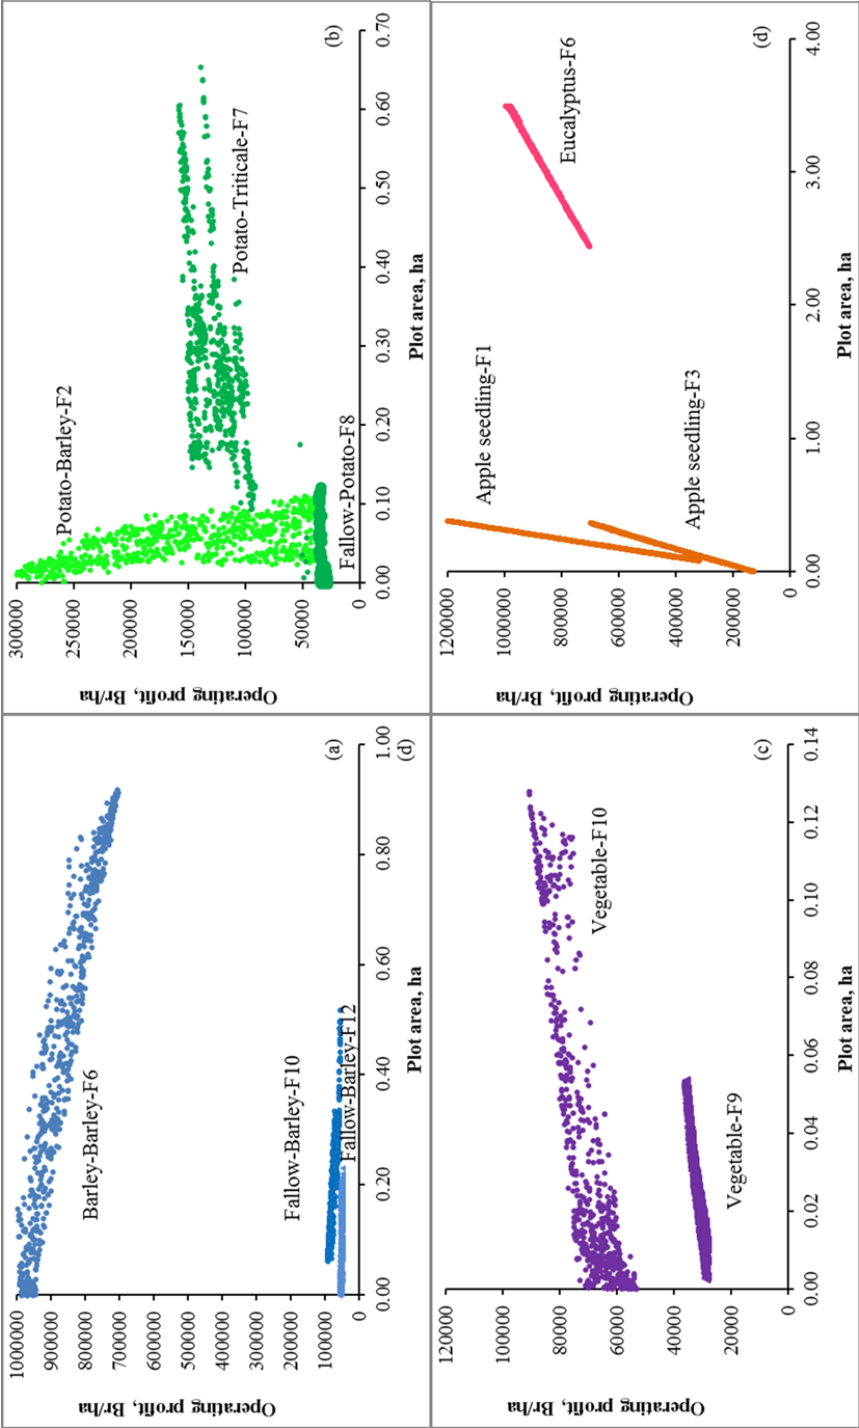 Operating profit, Br/ha
1000000
900000
800000
700000
600000
500000
400000
300000
200000
100000
0
Barley-Barley-F6
Fallow-Barley-F10
Fallow-Barley-F12
0.00 0.20 0.40 0.60 0.80 1.00
(a)
(d)
Plot area, ha
Operating profit, Br/ha
300000
250000
200000
150000
100000
50000
0
Potato-Barley-F2
Potato-Triticale-F7
Fallow-Potato-F8
(b)
0.00 0.10 0.20 0.30 0.40 0.50 0.60 0.70
Plot area, ha
Operating profit, Br/ha
120000
100000
80000
60000
40000
20000
0
Vegetable-F10
Vegetable-F9
(c)
0.00 0.02 0.04 0.06 0.08 0.10 0.12 0.14
Plot area, ha
Operating profit, Br/ha
1200000
1000000
800000
600000
400000
200000
0
Apple seedling-F1
Eucalyptus-F6
Apple seedling-F3
(d)
0.00 1.00 2.00 3.00 4.00
Plot area, ha